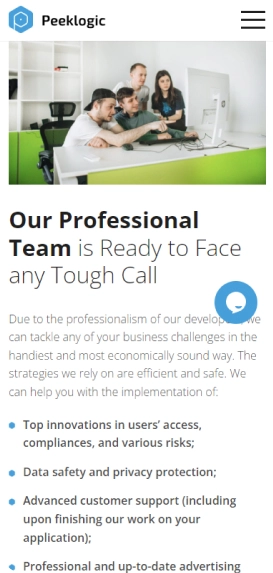 Peeklogic
Our Professional
Team is Ready to Face
any Tough Call
Due to the professionalism of our develop we
can tackle any of your business challenges in the
handiest and most economically sound way. The
strategies we rely on are efficient and safe. We
can help you with the implementation of:
Top innovations in users’ access,
compliances, and various risks;
Data safety and privacy protection;
Advanced customer support (including
upon finishing our work on your
application);
Professional and up-to-date advertising